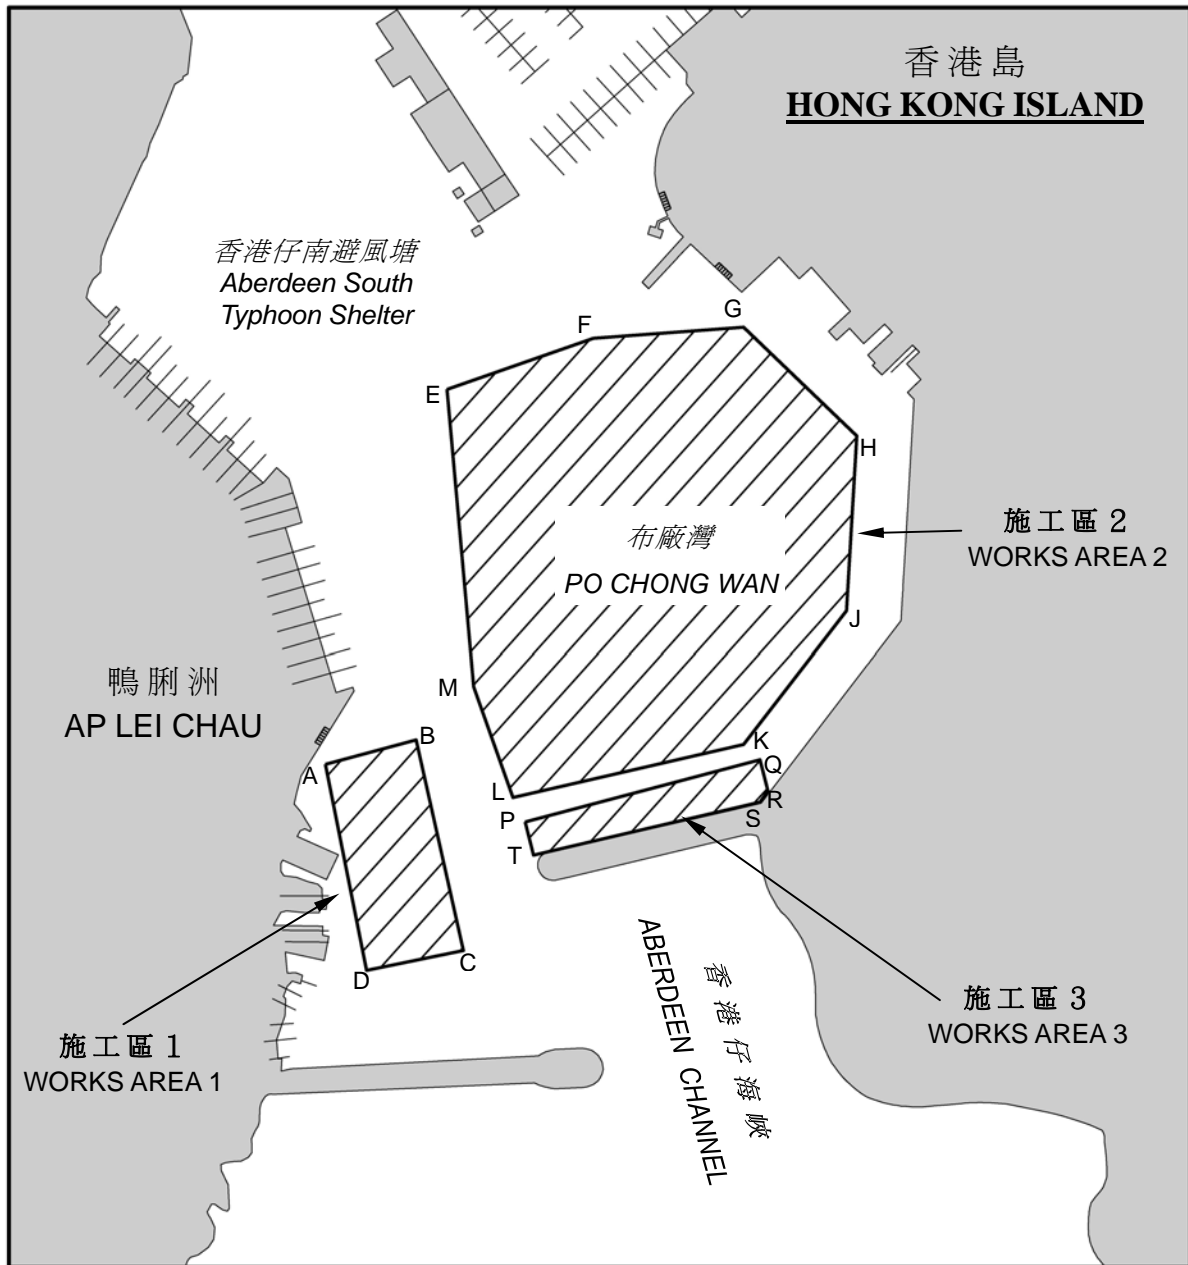 香港島
HONG KONG ISLAND
香港仔南避風塘
Aberdeen South
Typhoon Shelter
G
F
E
H
施工區 2
WORKS AREA 2
布廠灣
PO CHONG WAN
J
鴨脷洲
AP LEI CHAU
M
B
K
A
Q
L
R
P
S
T
C
D
香港仔海峽
ABERDEEN CHANNEL
施工區 3
WORKS AREA 3
施工區 1
WORKS AREA 1